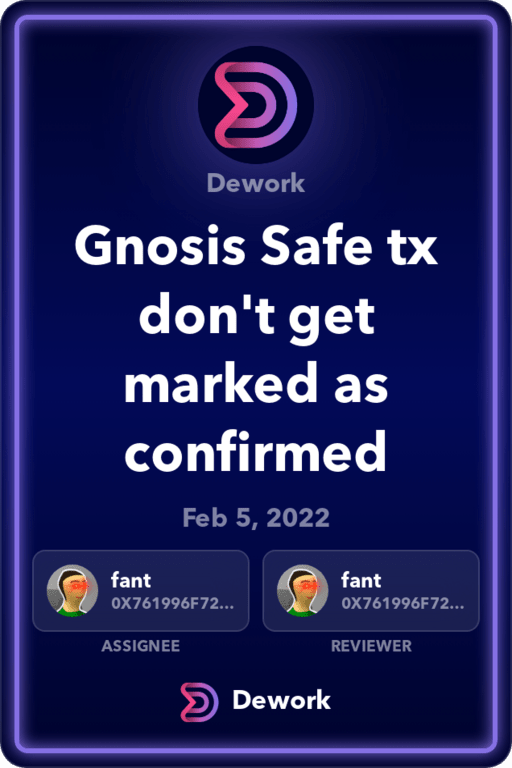 Dework
Gnosis Safe tx
don't get
marked as
confirmed
Feb 5, 2022
fant
0X761996F72...
ASSIGNEE
fant
0X761996F72...
REVIEWER
Dework